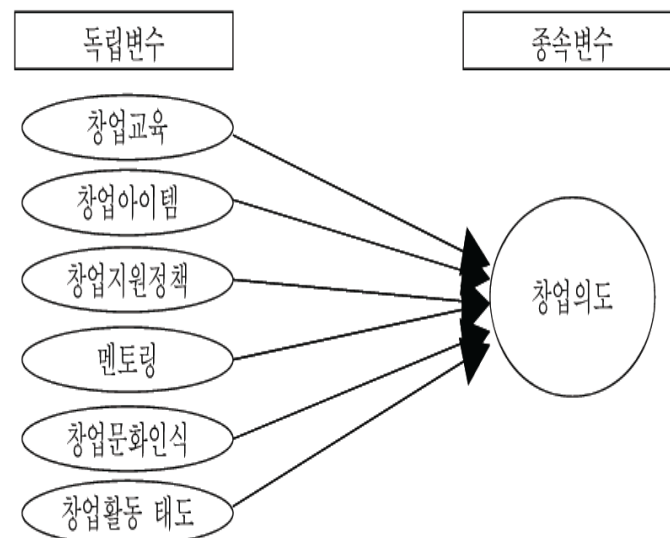 독립변수
종속변수
창업교육
창업아이템
창업지원정책
멘토링
창업문화인식
창업활동 태도
창업의도